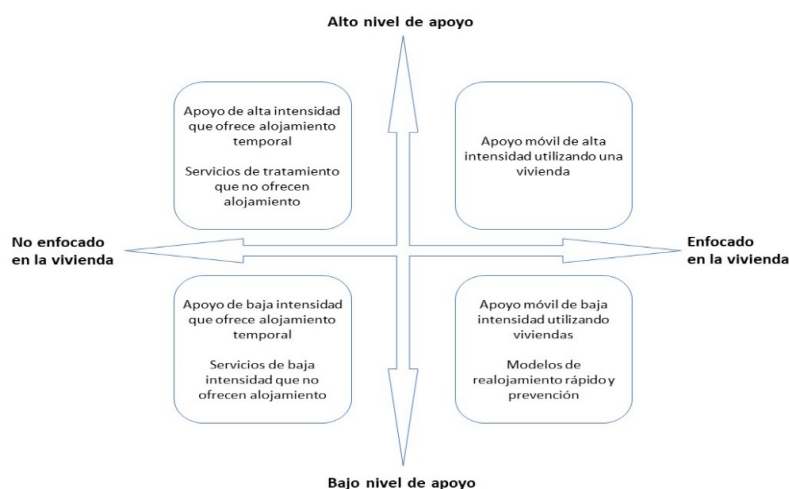 Alto nivel de apoyo
Apoyo de alta intensidad
que ofrece alojamiento
temporal
Servicios de tratamiento
que no ofrecen
alojamiento
Apoyo móvil de alta
intensidad utilizando una
vivienda
No enfocado
en la vivienda
Enfocado
en la vivienda
Apoyo de baja intensidad
que ofrece alojamiento
temporal
Servicios de baja
intensidad que no
ofrecen alojamiento
Apoyo móvil de baja
intensidad utilizando
viviendas
Modelos de
realojamiento rápido y
prevención
Bajo nivel de apoyo